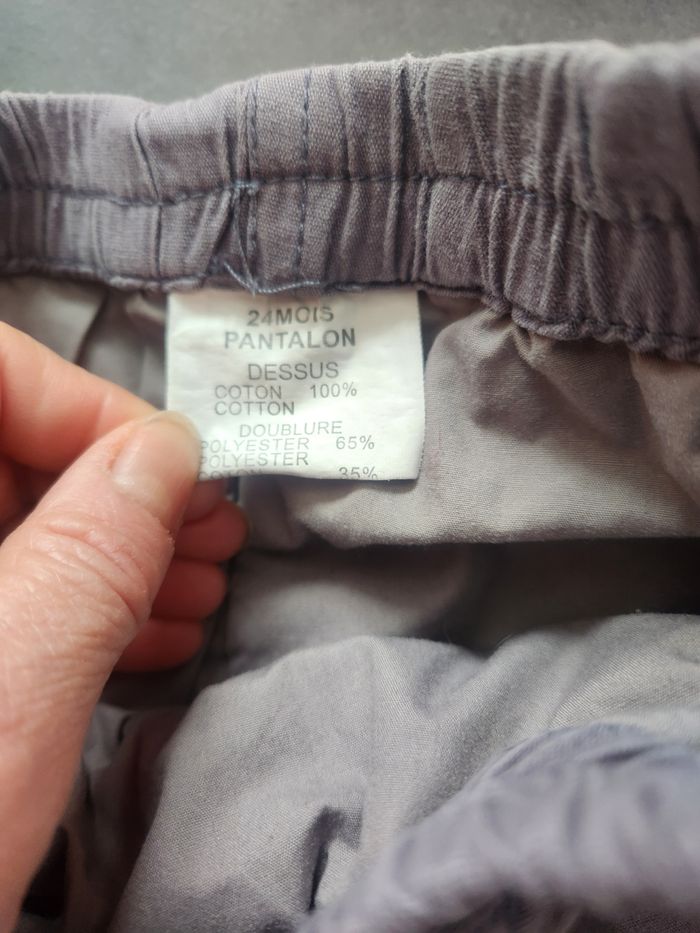 24MOIS
PANTALON
DESSUS
COTON 100%
COTTON
DOUBLURE
POLYESTER 65%
POLYESTER
35%